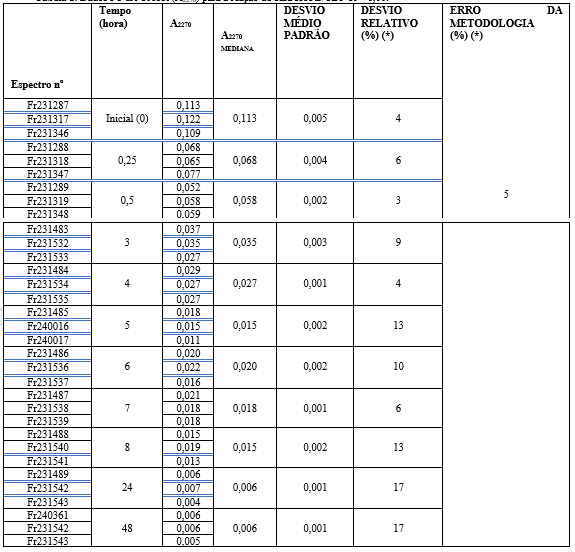 Espectro nº Tempo (hora) A2270 A2270 MEDIANA DESVIO MÉDIO PADRÃO DESVIO RELATIVO (%) (*) ERRO DA METODOLOGIA (%) (*)
Fr231287 0,113
Fr231317 Inicial (0) 0,122 0,113 0,005 4
Fr231346 0,109
Fr231288 0,068
Fr231318 0,25 0,065 0,068 0,004 6
Fr231347 0,077
Fr231289 0,052
Fr231319 0,5 0,058 0,058 0,002 3 5
Fr231348 0,059
Fr231483 0,037
Fr231532 3 0,035 0,035 0,003 9
Fr231533 0,027
Fr231484 0,029
Fr231534 4 0,027 0,027 0,001 4
Fr231535 0,027
Fr231485 0,018
Fr240016 5 0,015 0,015 0,002 13
Fr240017 0,011
Fr231486 0,020
Fr231536 6 0,022 0,020 0,002 10
Fr231537 0,016
Fr231487 0,021
Fr231538 7 0,018 0,018 0,001 6
Fr231539 0,018
Fr231488 0,015
Fr231540 8 0,019 0,015 0,002 13
Fr231541 0,013
Fr231489 0,006
Fr231542 24 0,007 0,006 0,001 17
Fr231543 0,004
Fr240361 0,006
Fr231542 48 0,006 0,006 0,001 17
Fr231543 0,005